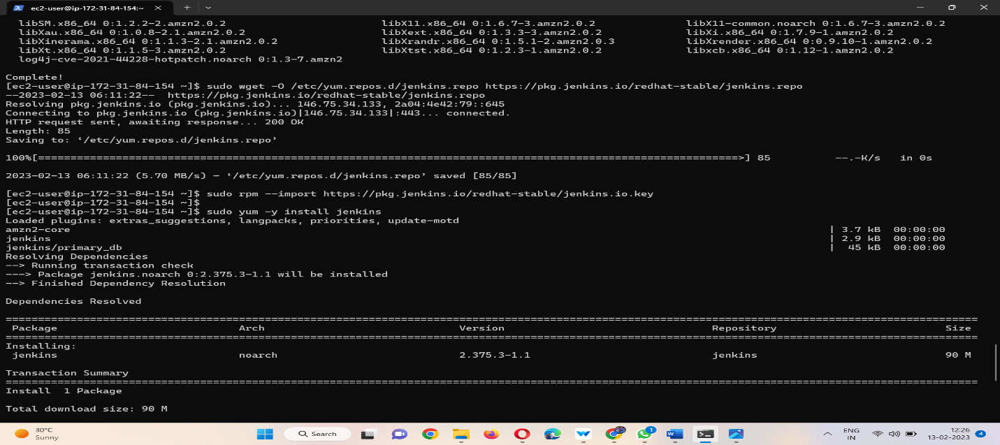 ec2-user@ip-172-31-84-154:~
libSM.x86_64 0:1.2.2-2.amzn2.0.2 libX11.x86_64 0:1.6.7-3.amzn2.0.2 libX11-common.noarch 0:1.6.7-3.amzn2.0.2
libXau.x86_64 0:1.0.8-2.1.amzn2.0.2 libXext.x86_64 0:1.3.3-3.amzn2.0.2 libXi.x86_64 0:1.7.9-1.amzn2.0.2
libXinerama.x86_64 0:1.1.3-2.1.amzn2.0.2 libXrandr.x86_64 0:1.5.1-2.amzn2.0.3 libXrender.x86_64 0:0.9.10-1.amzn2.0.2
libXt.x86_64 0:1.1.5-3.amzn2.0.2 libXtst.x86_64 0:1.2.3-1.amzn2.0.2 libxcb.x86_64 0:1.12-1.amzn2.0.2
log4j-cve-2021-44228-hotpatch.noarch 0:1.3-7.amzn2
Complete!
[ec2-user@ip-172-31-84-154 ~]$ sudo wget -O /etc/yum.repos.d/jenkins.repo https://pkg.jenkins.io/redhat-stable/jenkins.repo
--2023-02-13 06:11:22-- https://pkg.jenkins.io/redhat-stable/jenkins.repo
Resolving pkg.jenkins.io (pkg.jenkins.io)... 146.75.34.133, 2a04:4e42:79::645
Connecting to pkg.jenkins.io (pkg.jenkins.io)|146.75.34.133|:443... connected.
HTTP request sent, awaiting response... 200 OK
Length: 85
Saving to: ‘/etc/yum.repos.d/jenkins.repo’
100%[============================================================>] 85 --.-K/s in 0s
2023-02-13 06:11:22 (5.70 MB/s) - ‘/etc/yum.repos.d/jenkins.repo’ saved [85/85]
[ec2-user@ip-172-31-84-154 ~]$ sudo rpm --import https://pkg.jenkins.io/redhat-stable/jenkins.io.key
[ec2-user@ip-172-31-84-154 ~]$
[ec2-user@ip-172-31-84-154 ~]$ sudo yum -y install jenkins
Loaded plugins: extras_suggestions, langpacks, priorities, update-motd
amzn2-core | 3.7 kB 00:00:00
jenkins | 2.9 kB 00:00:00
jenkins/primary_db | 45 kB 00:00:00
Resolving Dependencies
--> Running transaction check
---> Package jenkins.noarch 0:2.375.3-1.1 will be installed
--> Finished Dependency Resolution
Dependencies Resolved
Package Arch Version Repository Size
Installing:
jenkins noarch 2.375.3-1.1 jenkins 90 M
Transaction Summary
Install 1 Package
Total download size: 90 M
30°C
Sunny
Search
1
ENG
IN
12:26
13-02-2023
4